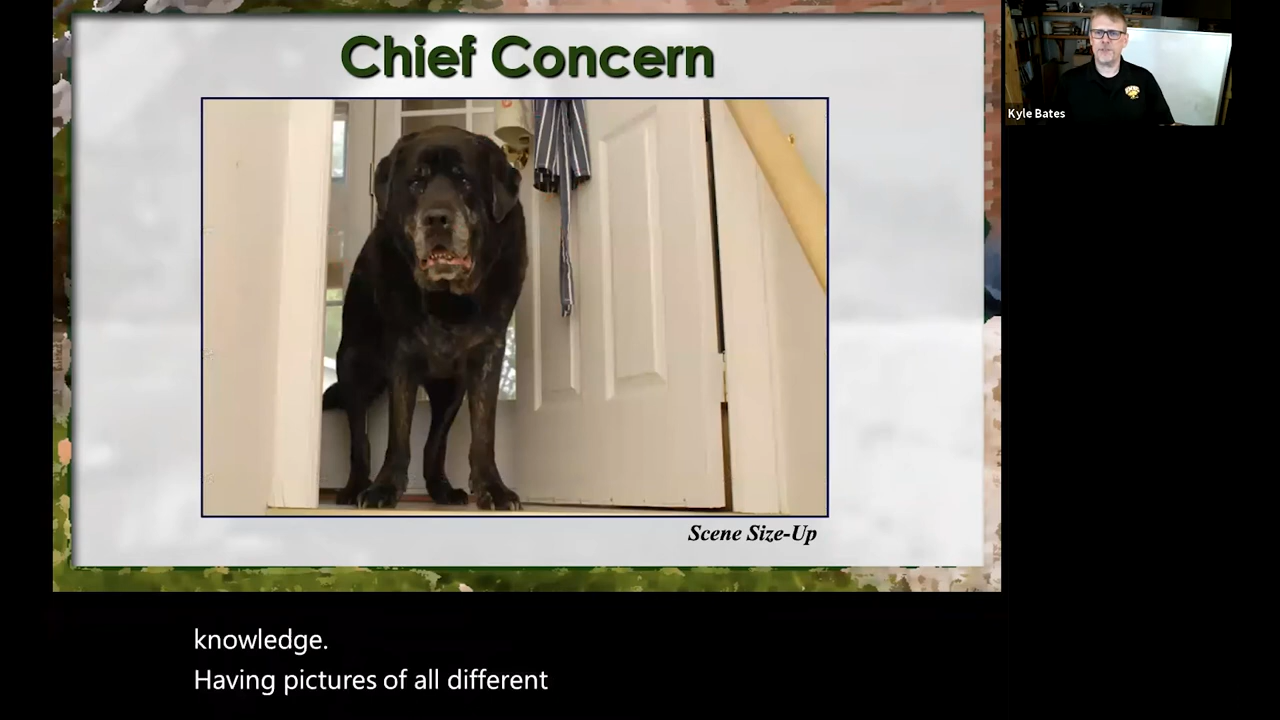 Chief Concern
Kyle Bates
Scene Size-Up
knowledge.
Having pictures of all different